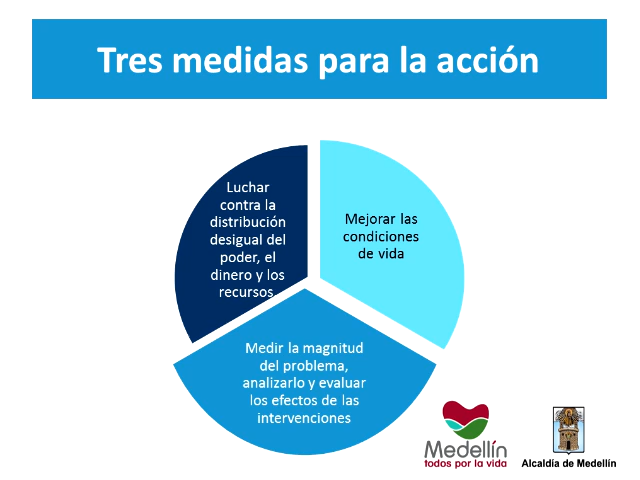 Tres medidas para la acción
Luchar
contra la
distribución
desigual del
poder, el
dinero y los
recursos
Mejorar las
condiciones
de vida
Medir la magnitud
del problema,
analizarlo y evaluar
los efectos de las
intervenciones
Medellín
todos por la vida
Alcaldía de Medellín